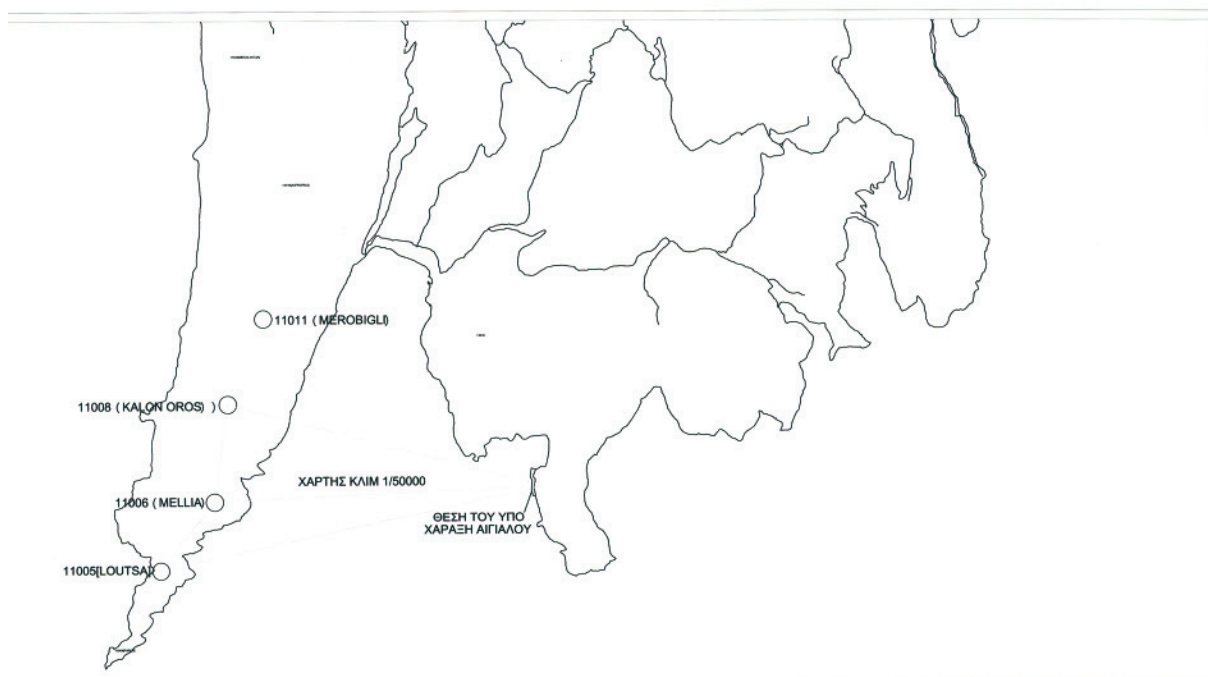 11011 ( MEROBIGLI)
11008 ( KALON OROS) )
ΧΑΡΤΗΣ ΚΛΙΜ 1/50000
11006 ( MELLIA)
ΘΕΣΗ ΤΟΥ ΥΠΟ
ΧΑΡΑΞΗ ΑΙΓΙΑΛΟΥ
11005[LOUTSA]